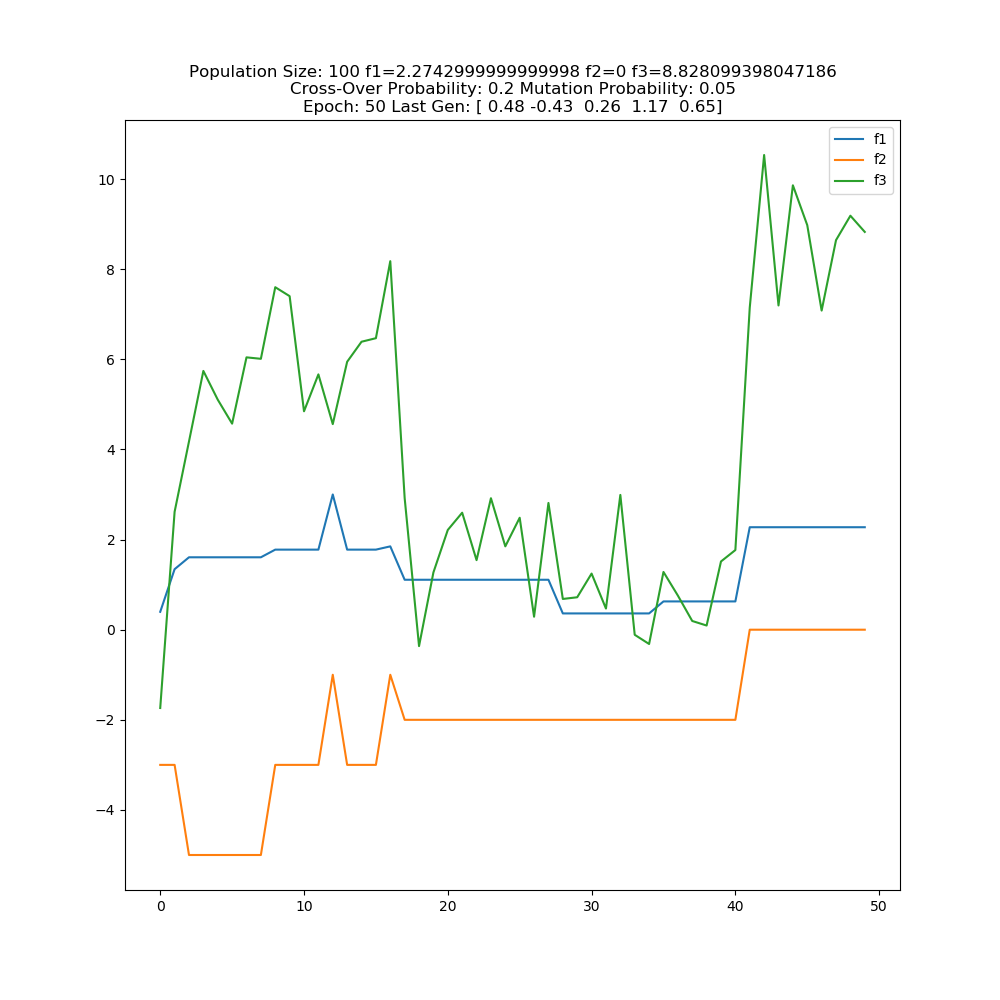 Population Size: 100 f1=2.2742999999999998 f2=0 f3=8.828099398047186
Cross-Over Probability: 0.2 Mutation Probability: 0.05
Epoch: 50 Last Gen: [ 0.48 -0.43  0.26  1.17  0.65]
f1
f2
f3
10
8
6
4
2
0
−2
−4
0 10 20 30 40 50